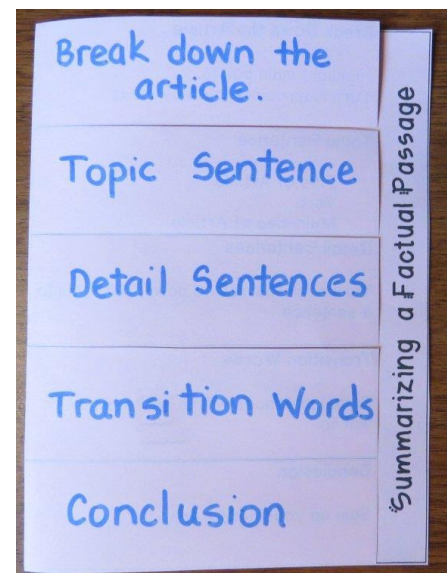 Break down the
article.
Topic Sentence
Detail Sentences
Transition Words
Conclusion
Summarizing a Factual Passage